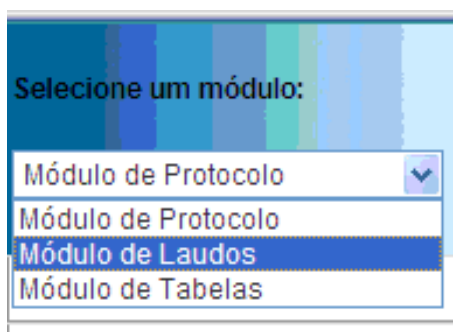 Selecione um módulo:
Módulo de Protocolo
Módulo de Protocolo
Módulo de Laudos
Módulo de Tabelas